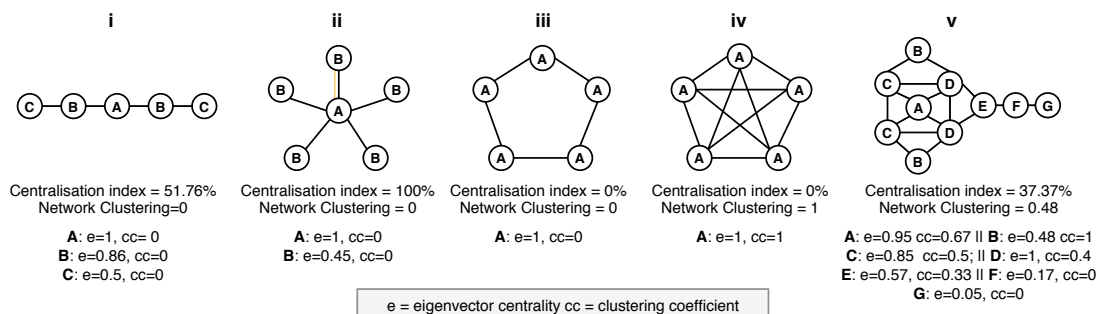 i
ii
iii
iv
v
C B A B C
B
B
B
A
B
B
A
A
A
A
A
A
A
A
A
A
B
C
D
A
E F G
C
D
B
Centralisation index = 51.76%
Network Clustering=0
A: e=1, cc= 0
B: e=0.86, cc=0
C: e=0.5, cc=0
Centralisation index = 100%
Network Clustering = 0
A: e=1, cc=0
B: e=0.45, cc=0
Centralisation index = 0%
Network Clustering = 0
A: e=1, cc=0
Centralisation index = 0%
Network Clustering = 1
A: e=1, cc=1
Centralisation index = 37.37%
Network Clustering = 0.48
A: e=0.95 cc=0.67 || B: e=0.48 cc=1
C: e=0.85 cc=0.5; || D: e=1, cc=0.4
E: e=0.57, cc=0.33 || F: e=0.17, cc=0
G: e=0.05, cc=0
e = eigenvector centrality cc = clustering coefficient